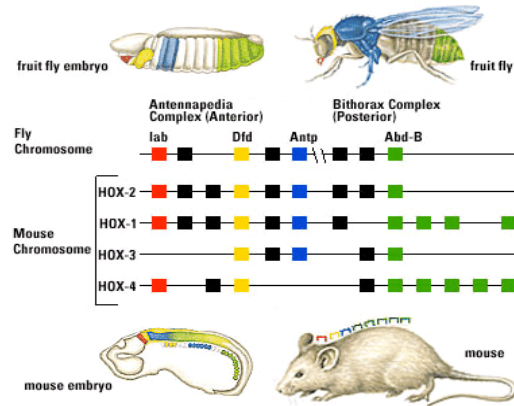 fruit fly embryo
fruit fly
Antennapedia
Complex (Anterior)
Bithorax Complex
(Posterior)
Fly
Chromosome
lab
Dfd
Antp
Abd-B
HOX-2
HOX-1
Mouse
Chromosome
HOX-3
HOX-4
mouse embryo
mouse